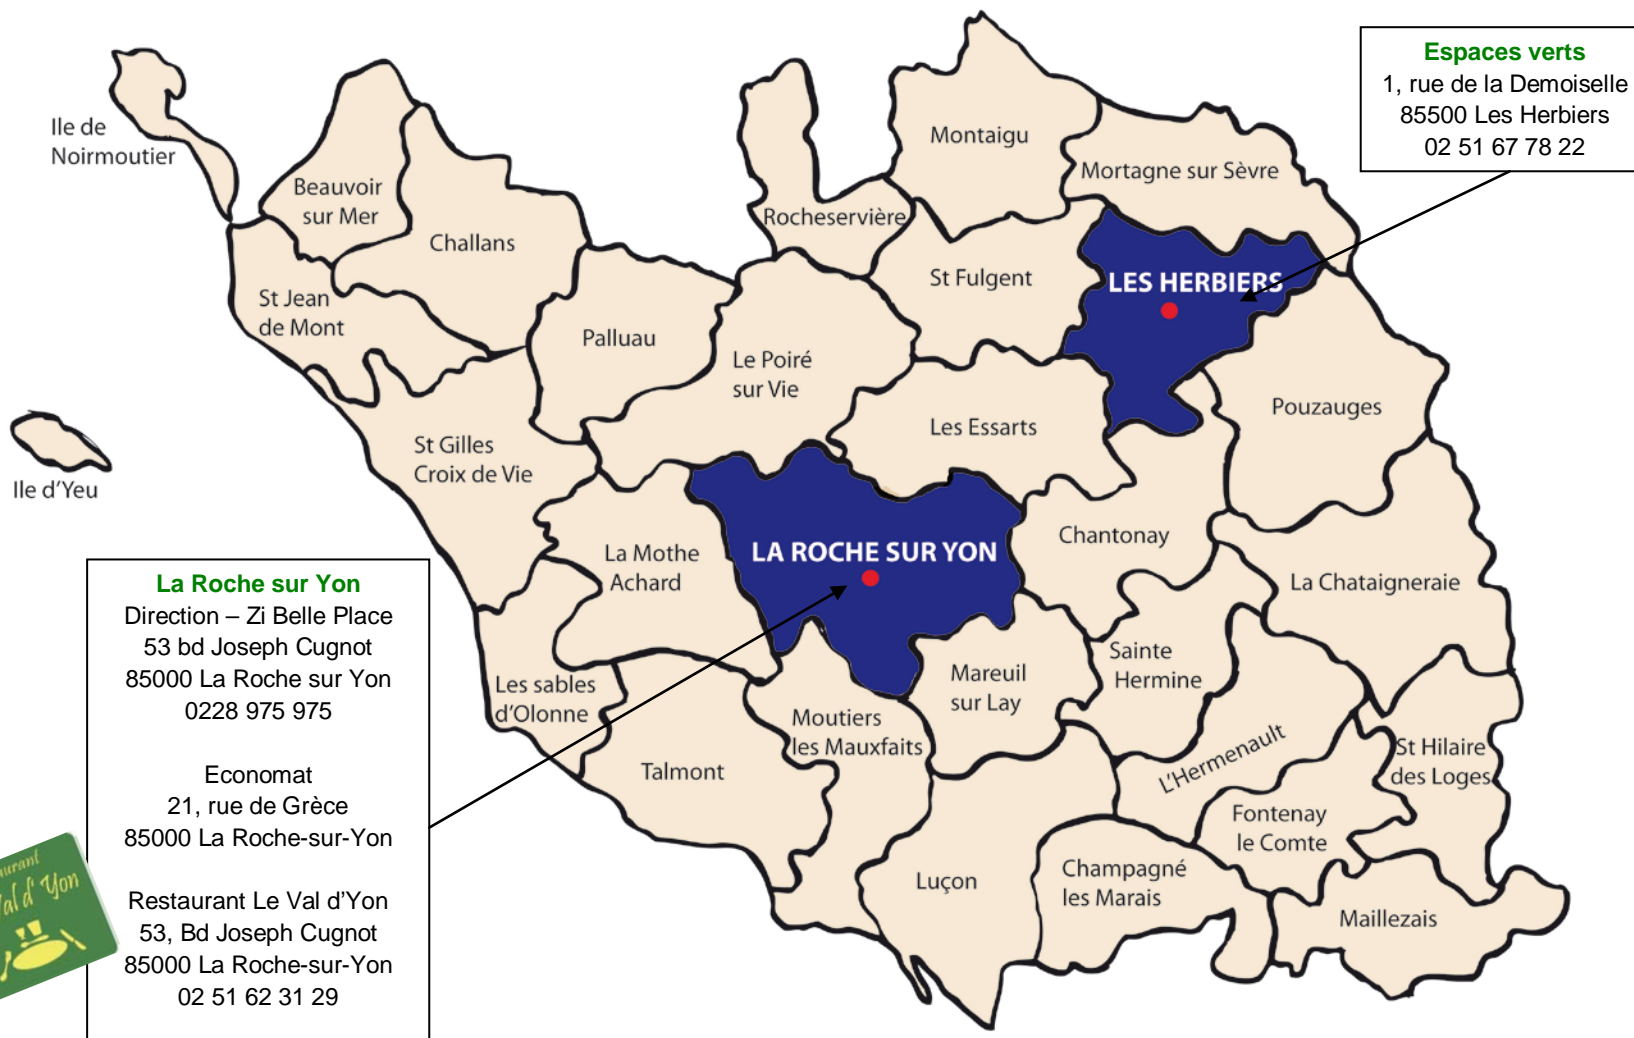 Espaces verts
1, rue de la Demoiselle
85500 Les Herbiers
02 51 67 78 22
Ile de
Noirmoutier
Beauvoir
sur Mer
Challans
Rocheservière
Montaigu
Mortagne sur Sèvre
St Fulgent
LES HERBIERS
St Jean
de Mont
Palluau
Le Poiré
sur Vie
Pouzauges
Les Essarts
St Gilles
Croix de Vie
Ile d'Yeu
La Mothe
Achard
LA ROCHE SUR YON
Chantonay
La Chataigneraie
Les sables
d'Olonne
Talmont
Moutiers
les Mauxfaits
Mareuil
sur Lay
Sainte
Hermine
L'Hermenault
St Hilaire
des Loges
Fontenay
le Comte
Luçon
Champagné
les Marais
Maillezais
La Roche sur Yon
Direction – Zi Belle Place
53 bd Joseph Cugnot
85000 La Roche sur Yon
0228 975 975
Economat
21, rue de Grèce
85000 La Roche-sur-Yon
Restaurant Le Val d'Yon
53, Bd Joseph Cugnot
85000 La Roche-sur-Yon
02 51 62 31 29
d'Yon